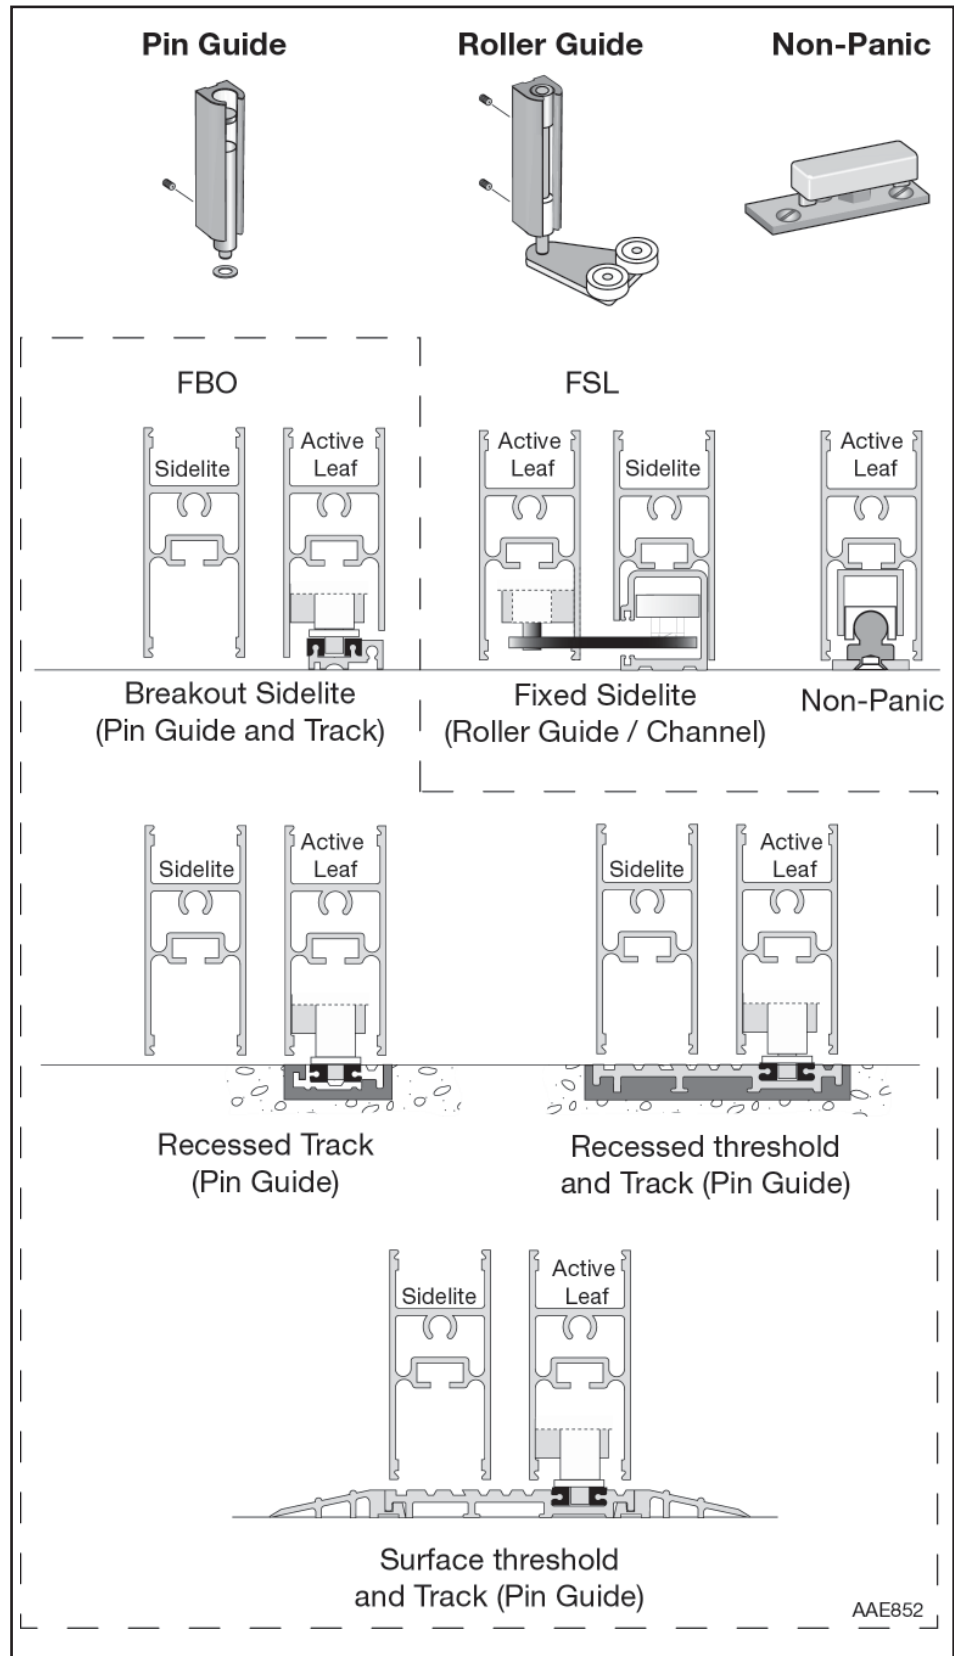 Pin Guide
Roller Guide
Non-Panic
FBO
Sidelite
Active
Leaf
Breakout Sidelite
(Pin Guide and Track)
FSL
Active
Leaf
Sidelite
Fixed Sidelite
(Roller Guide / Channel)
Active
Leaf
Non-Panic
Sidelite
Active
Leaf
Recessed Track
(Pin Guide)
Sidelite
Active
Leaf
Recessed threshold
and Track (Pin Guide)
Sidelite
Active
Leaf
Surface threshold
and Track (Pin Guide)
AAE852